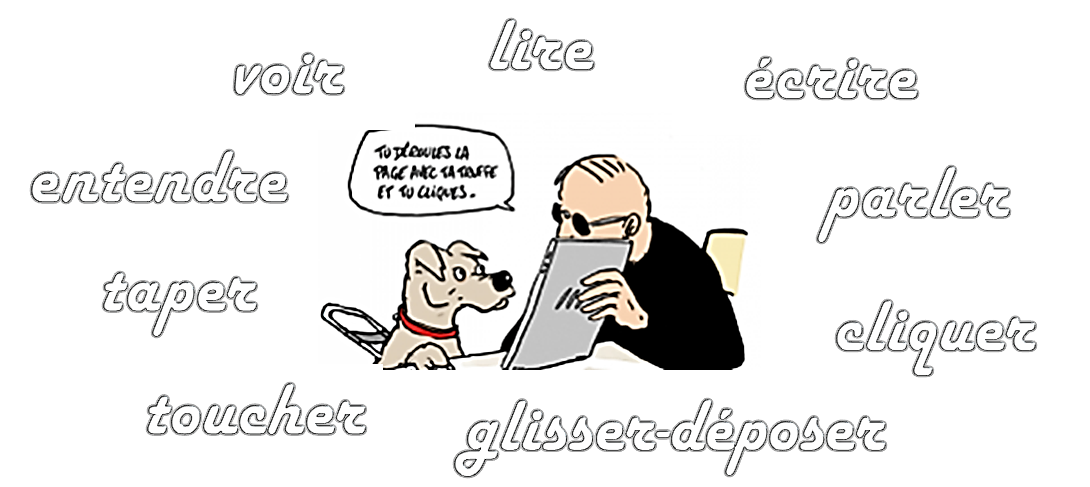 lire
voir
écrire
TU DÉROULES LA
PAGE AVEC TA TRUFFE
ET TU CLIQUES.
entendre
parler
taper
cliquer
toucher
glisser-déposer